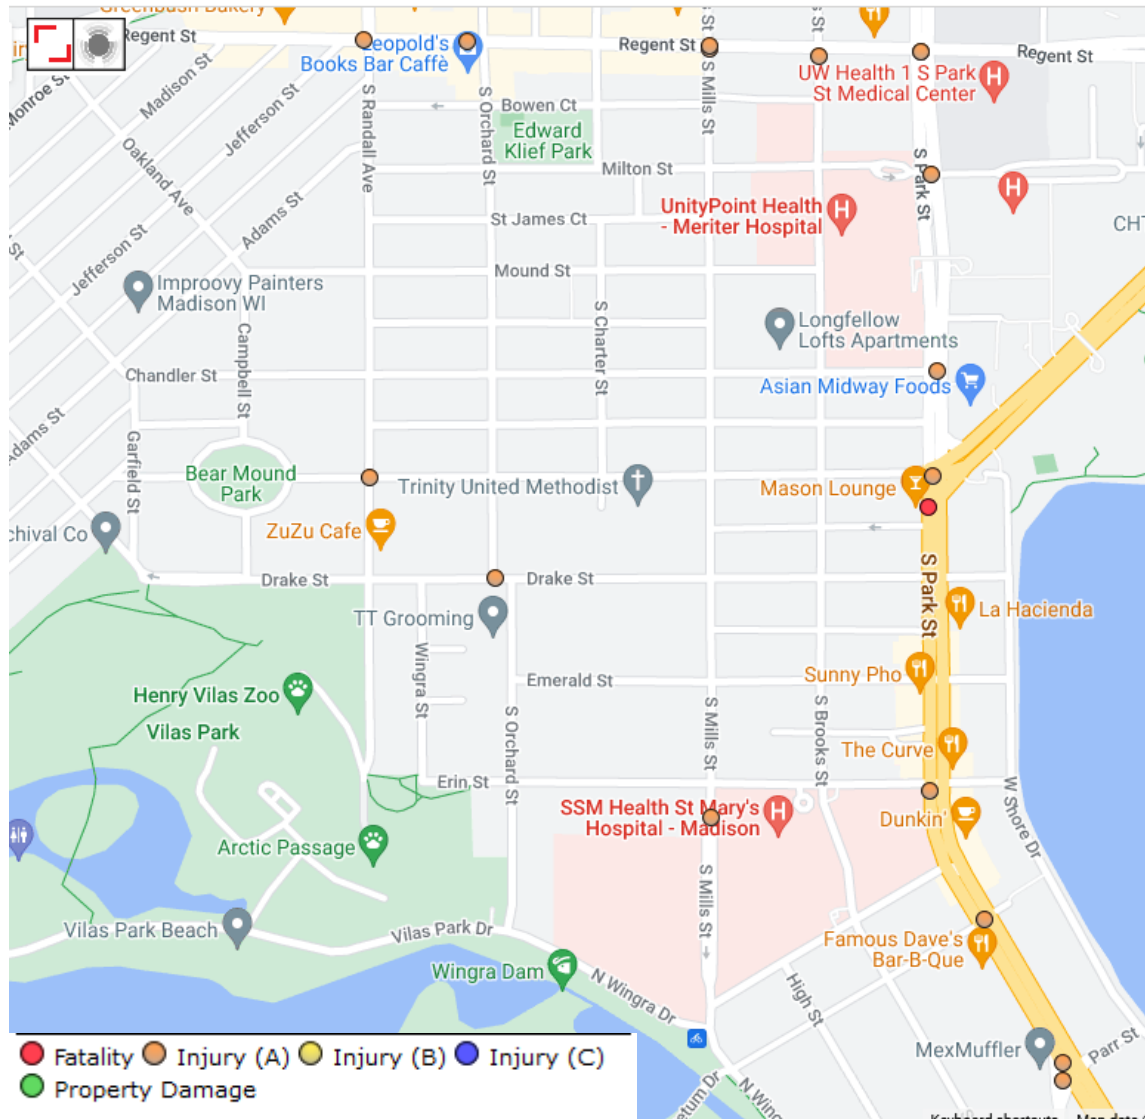 Greenbush Bakery
Regent St
Leopold's
Books Bar Caffè
Regent St
S Mills St
Regent St
UW Health 1 S Park
St Medical Center
Monroe St
Madison St
Jefferson St
S Randall Ave
S Orchard St
Bowen Ct
Edward
Klief Park
Oakland Ave
Milton St
S Park St
Adams St
St James Ct
UnityPoint Health
- Meriter Hospital
CHT
Jefferson St
Mound St
Improovy Painters
Madison WI
S Charter St
Longfellow
Lofts Apartments
Campbell St
Chandler St
Asian Midway Foods
Adams St
Garfield St
Bear Mound
Park
Trinity United Methodist
Mason Lounge
ZuZu Cafe
chival Co
Drake St
Drake St
S Park St
La Hacienda
TT Grooming
Wingra St
Emerald St
Sunny Pho
Henry Vilas Zoo
Vilas Park
S Orchard St
S Mills St
S Brooks St
The Curve
Erin St
W Shore Dr
SSM Health St Mary's
Hospital - Madison
Dunkin'
Arctic Passage
S Mills St
Vilas Park Beach
Vilas Park Dr
Famous Dave's
Bar-B-Que
Wingra Dam
N Wingra Dr
High St
MexMuffler
Parr St
Fatality Injury (A) Injury (B) Injury (C)
Property Damage
etum Dr